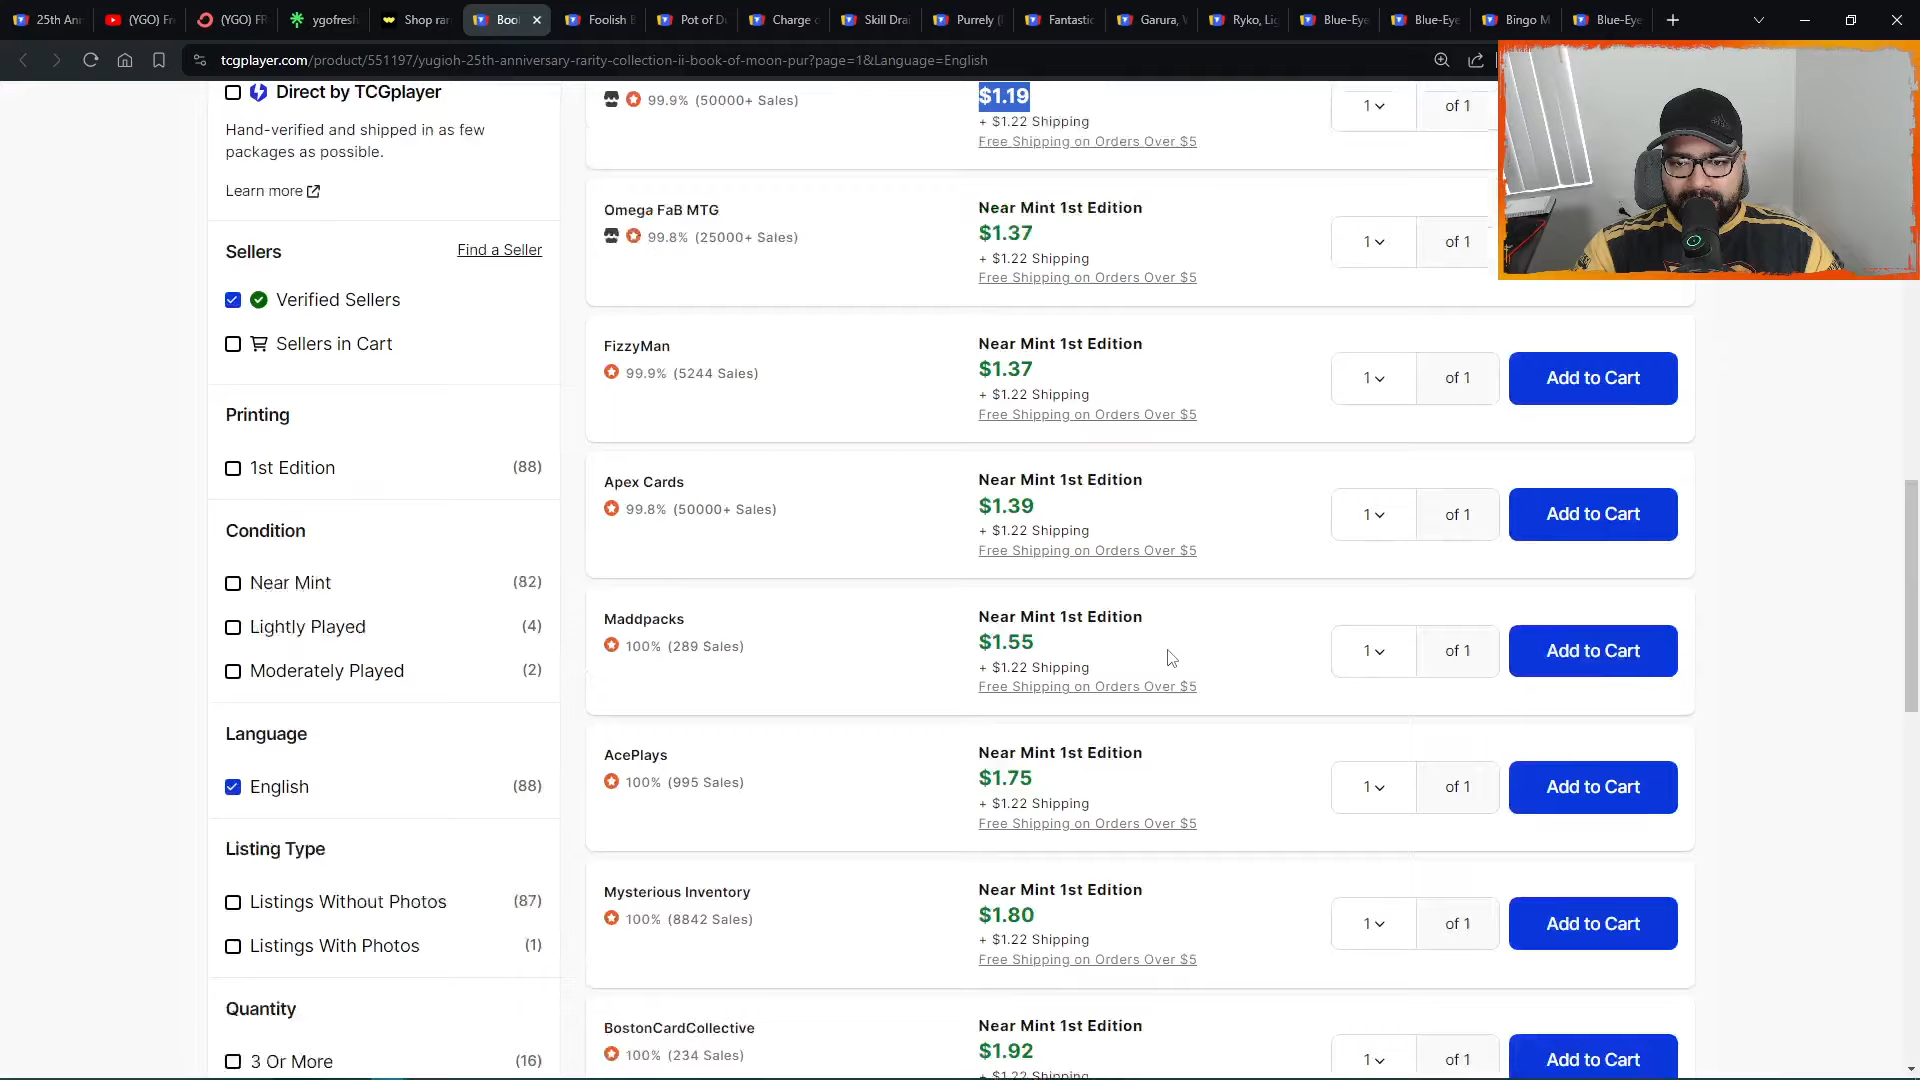 25th An
(YGO) Fr
(YGO) FR
ygofresh
Shop ran
Boo
Foolish B
Pot of Du
Charge o
Skill Drai
Purrely (
Fantastic
Garura, W
Ryko, Lig
Blue-Eye
Blue-Eye
Bingo M
Blue-Eye
tcgplayer.com/product/551197/yugioh-25th-anniversary-rarity-collection-ii-book-of-moon-pur?page=1&Language=English
Direct by TCGplayer
Hand-verified and shipped in as few
packages as possible.
Learn more
Sellers
Find a Seller
Verified Sellers
Sellers in Cart
Printing
1st Edition (88)
Condition
Near Mint (82)
Lightly Played (4)
Moderately Played (2)
Language
English (88)
Listing Type
Listings Without Photos (87)
Listings With Photos (1)
Quantity
3 Or More (16)
99.9% (50000+ Sales)
$1.19
+ $1.22 Shipping
Free Shipping on Orders Over $5
1 of 1
Omega FaB MTG
99.8% (25000+ Sales)
Near Mint 1st Edition
$1.37
+ $1.22 Shipping
Free Shipping on Orders Over $5
1 of 1
FizzyMan
99.9% (5244 Sales)
Near Mint 1st Edition
$1.37
+ $1.22 Shipping
Free Shipping on Orders Over $5
1 of 1
Add to Cart
Apex Cards
99.8% (50000+ Sales)
Near Mint 1st Edition
$1.39
+ $1.22 Shipping
Free Shipping on Orders Over $5
1 of 1
Add to Cart
Maddpacks
100% (289 Sales)
Near Mint 1st Edition
$1.55
+ $1.22 Shipping
Free Shipping on Orders Over $5
1 of 1
Add to Cart
AcePlays
100% (995 Sales)
Near Mint 1st Edition
$1.75
+ $1.22 Shipping
Free Shipping on Orders Over $5
1 of 1
Add to Cart
Mysterious Inventory
100% (8842 Sales)
Near Mint 1st Edition
$1.80
+ $1.22 Shipping
Free Shipping on Orders Over $5
1 of 1
Add to Cart
BostonCardCollective
100% (234 Sales)
Near Mint 1st Edition
$1.92
+ $1.22 Shipping
1 of 1
Add to Cart